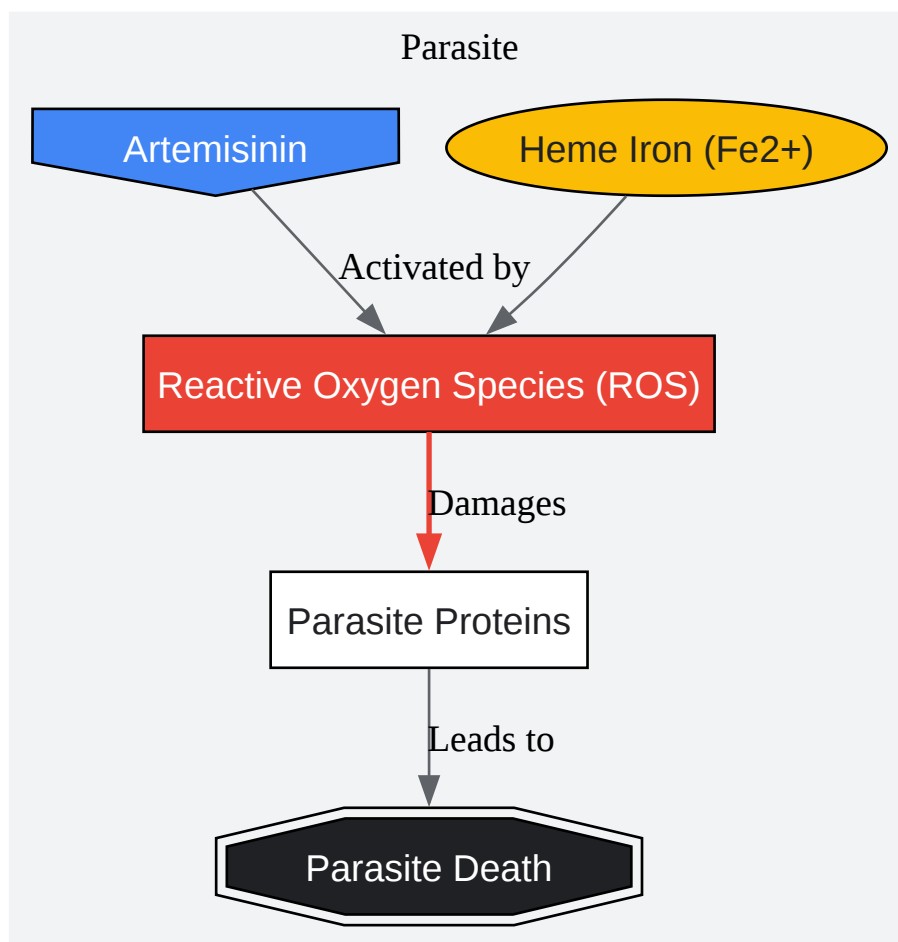 Parasite
Artemisinin
Heme Iron (Fe2+)
Activated by
Reactive Oxygen Species (ROS)
Damages
Parasite Proteins
Leads to
Parasite Death